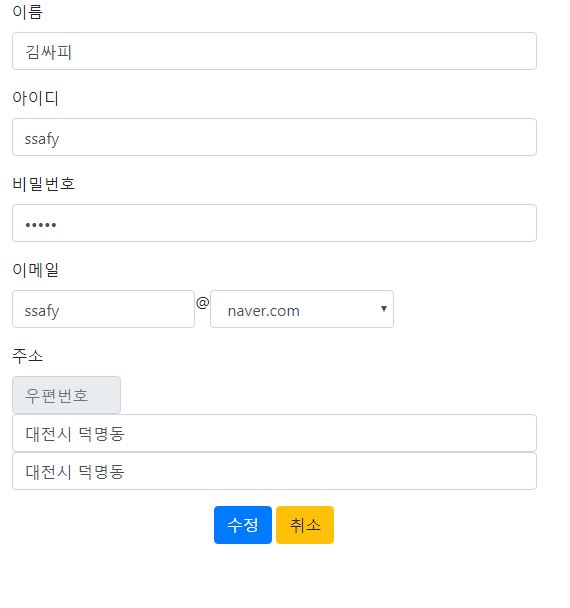 이름
김싸피
아이디
ssafy
비밀번호
•••••
이메일
ssafy@ naver.com ▾
주소
우편번호
대전시 덕명동
대전시 덕명동
수정 취소